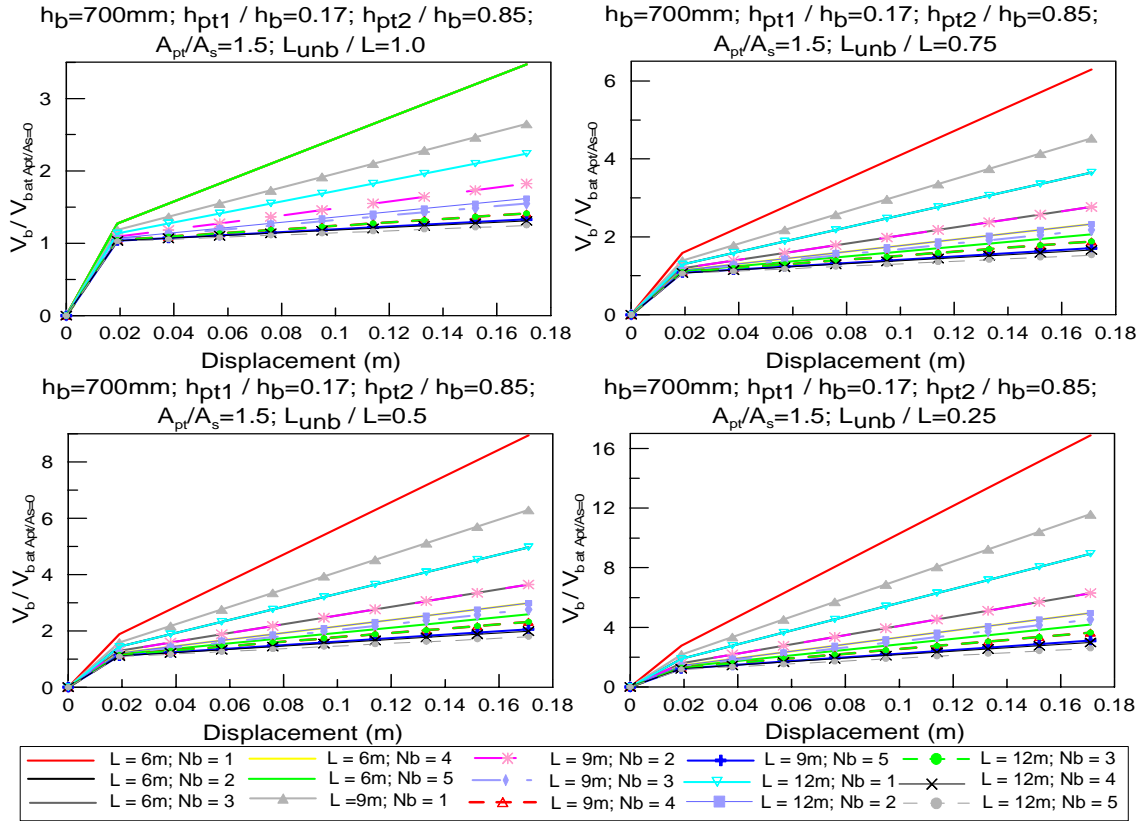 hb=700mm; hpt1 / hb=0.17; hpt2 / hb=0.85;
Apt/As=1.5; Lunb / L=1.0
Vb / Vb at Apt/As=0
3
2
1
0
0 0.02 0.04 0.06 0.08 0.1 0.12 0.14 0.16 0.18
Displacement (m)
hb=700mm; hpt1 / hb=0.17; hpt2 / hb=0.85;
Apt/As=1.5; Lunb / L=0.75
Vb / Vb at Apt/As=0
6
4
2
0
0 0.02 0.04 0.06 0.08 0.1 0.12 0.14 0.16 0.18
Displacement (m)
hb=700mm; hpt1 / hb=0.17; hpt2 / hb=0.85;
Apt/As=1.5; Lunb / L=0.5
Vb / Vb at Apt/As=0
8
6
4
2
0
0 0.02 0.04 0.06 0.08 0.1 0.12 0.14 0.16 0.18
Displacement (m)
hb=700mm; hpt1 / hb=0.17; hpt2 / hb=0.85;
Apt/As=1.5; Lunb / L=0.25
Vb / Vb at Apt/As=0
16
12
8
4
0
0 0.02 0.04 0.06 0.08 0.1 0.12 0.14 0.16 0.18
Displacement (m)
L = 6m; Nb = 1
L = 6m; Nb = 2
L = 6m; Nb = 3
L = 6m; Nb = 4
L = 6m; Nb = 5
L =9m; Nb = 1
L = 9m; Nb = 2
L = 9m; Nb = 3
L = 9m; Nb = 4
L = 9m; Nb = 5
L = 12m; Nb = 1
L = 12m; Nb = 2
L = 12m; Nb = 3
L = 12m; Nb = 4
L = 12m; Nb = 5